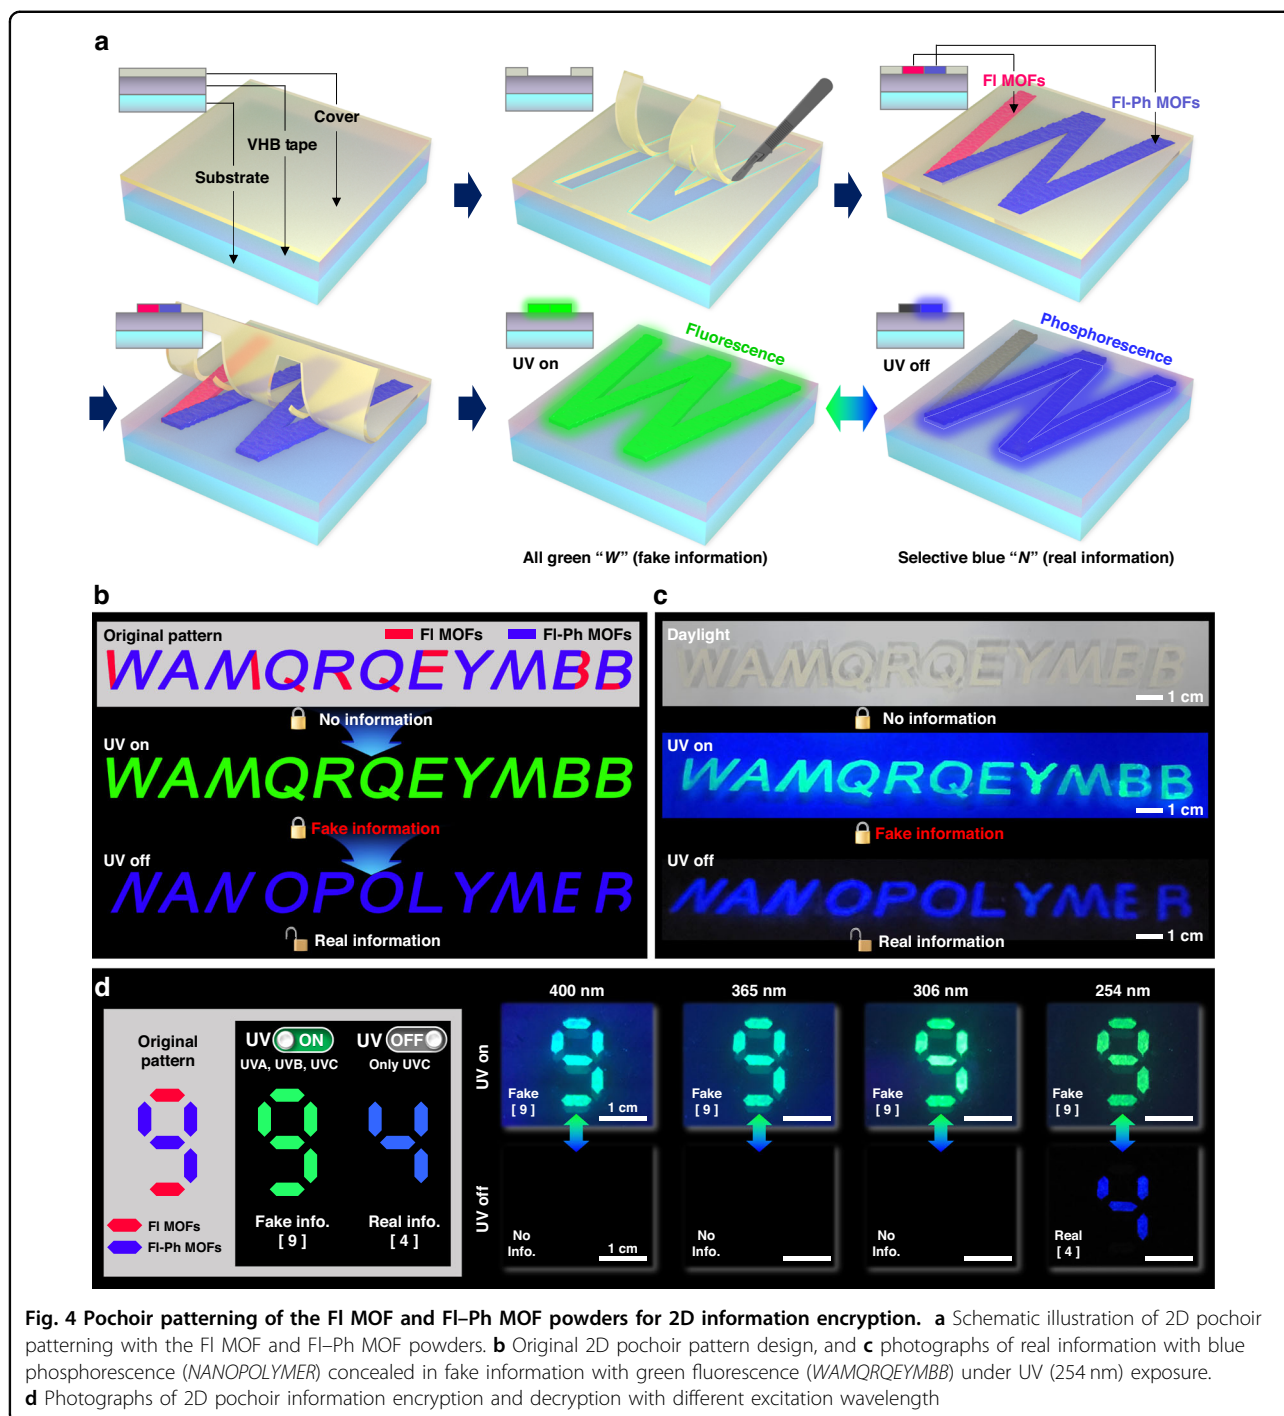 a
Cover
VHB tape
Substrate
Fl MOFs
Fl-Ph MOFs
UV on
Fluorescence
UV off
Phosphorescence
All green “W” (fake information)
Selective blue “N” (real information)
b
Original pattern
Fl MOFs
Fl-Ph MOFs
WAMQRQEYMBB
No information
UV on
WAMQRQEYMBB
Fake information
UV off
NANOPOLYMER
Real information
c
Daylight
WAMQRQEYMBB
1 cm
No information
UV on
WAMQRQEYMBB
1 cm
Fake information
UV off
NANOPOLYMER
1 cm
Real information
d
Original
pattern
9
Fl MOFs
Fl-Ph MOFs
UV ON
UVA, UVB, UVC
9
Fake info.
[ 9 ]
UV OFF
Only UVC
4
Real info.
[ 4 ]
400 nm
365 nm
306 nm
254 nm
UV on
9
Fake
[ 9 ]
1 cm
9
Fake
[ 9 ]
9
Fake
[ 9 ]
9
Fake
[ 9 ]
UV off
No
Info.
1 cm
No
Info.
No
Info.
4
Real
[ 4 ]
Fig. 4 Pochoir patterning of the Fl MOF and Fl–Ph MOF powders for 2D information encryption. a Schematic illustration of 2D pochoir
patterning with the Fl MOF and Fl–Ph MOF powders. b Original 2D pochoir pattern design, and c photographs of real information with blue
phosphorescence (NANOPOLYMER) concealed in fake information with green fluorescence (WAMQRQEYMBB) under UV (254 nm) exposure.
d Photographs of 2D pochoir information encryption and decryption with different excitation wavelength